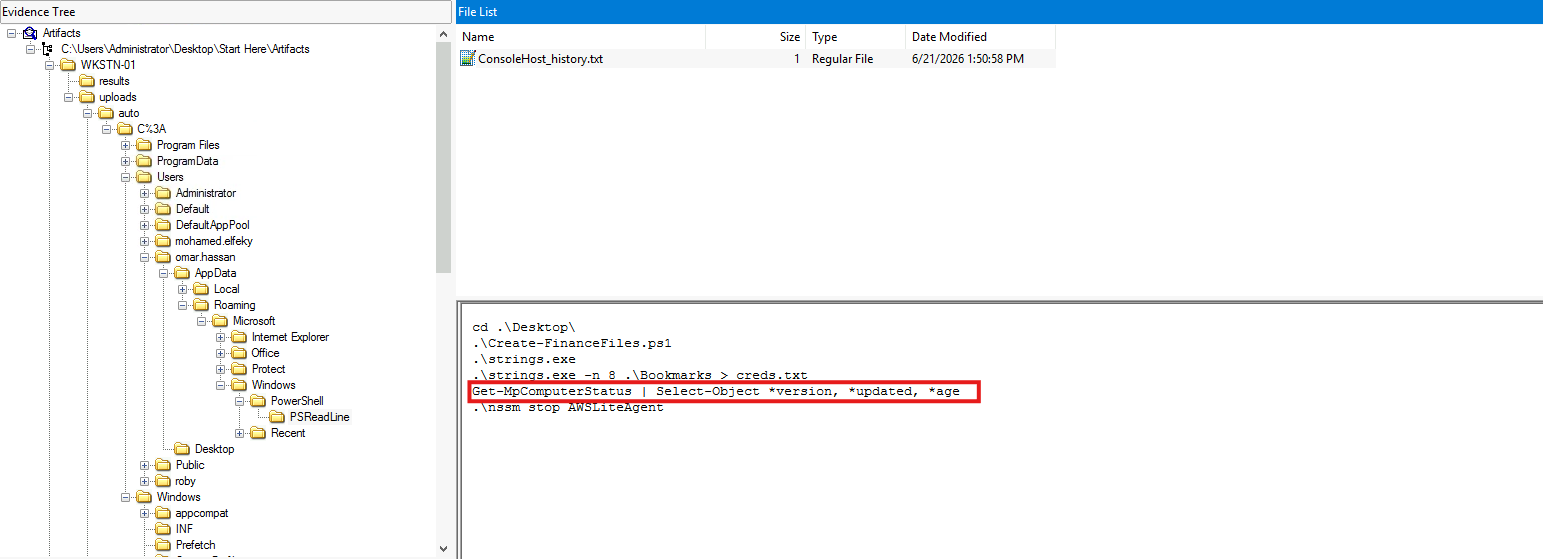 Evidence Tree
Artifacts
C:\Users\Administrator\Desktop\Start Here\Artifacts
WKSTN-01
results
uploads
auto
C%3A
Program Files
ProgramData
Users
Administrator
Default
DefaultAppPool
mohamed.elfeky
omar.hassan
AppData
Local
Roaming
Microsoft
Internet Explorer
Office
Protect
Windows
PowerShell
PSReadLine
Recent
Desktop
Public
roby
Windows
appcompat
INF
Prefetch
File List
Name Size Type Date Modified
ConsoleHost_history.txt 1 Regular File 6/21/2026 1:50:58 PM
cd .\Desktop\
.\Create-FinanceFiles.ps1
.\strings.exe
.\strings.exe -n 8 .\Bookmarks > creds.txt
Get-MpComputerStatus | Select-Object *version, *updated, *age
.\nssm stop AWSLiteAgent